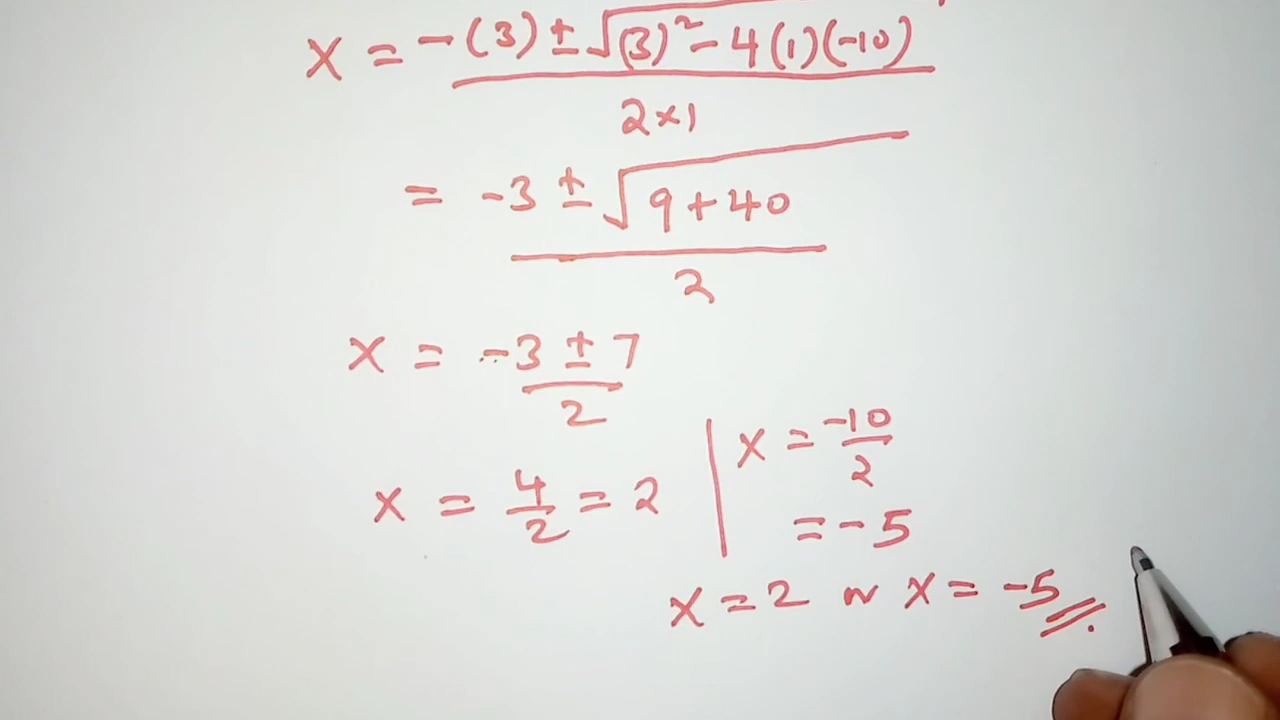 x = -(3) ± √(3)² - 4(1)(-10)
2×1
= -3 ± √9+40
2
x = -3 ± 7
2
x = 4/2 = 2
x = -10/2
= -5
x = 2 or x = -5